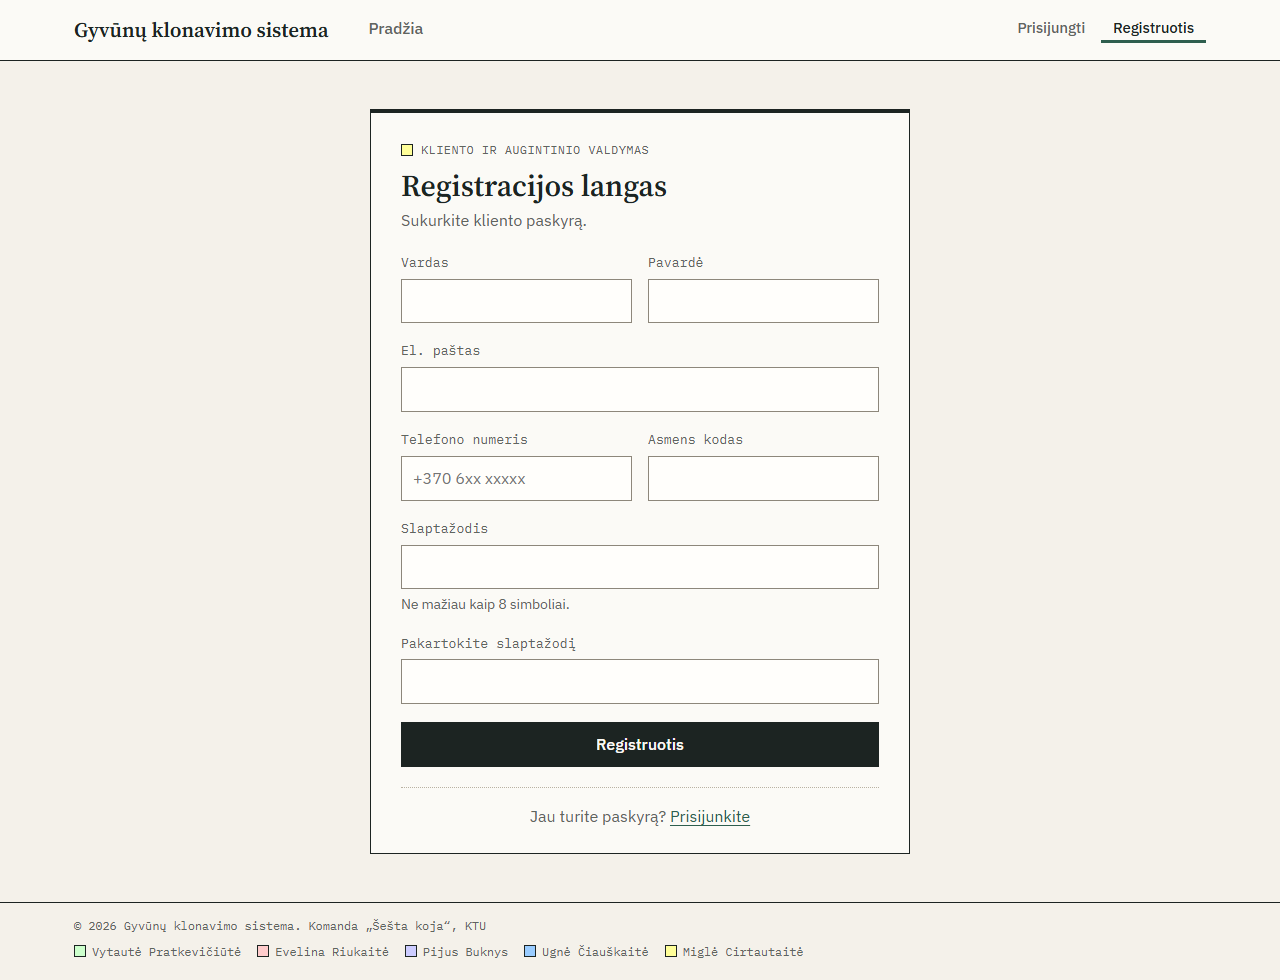 Gyvūnų klonavimo sistema
Pradžia
Prisijungti
Registruotis
KLIENTO IR AUGINTINIO VALDYMAS
Registracijos langas
Sukurkite kliento paskyrą.
Vardas
Pavardė
El. paštas
Telefono numeris
Asmens kodas
+370 6xx xxxxx
Slaptažodis
Ne mažiau kaip 8 simboliai.
Pakartokite slaptažodį
Registruotis
Jau turite paskyrą? Prisijunkite
© 2026 Gyvūnų klonavimo sistema. Komanda „Šešta koja“, KTU
Vytautė Pratkevičiūtė Evelina Riukaitė Pijus Buknys Ugnė Čiauškaitė Miglė Cirtautaitė